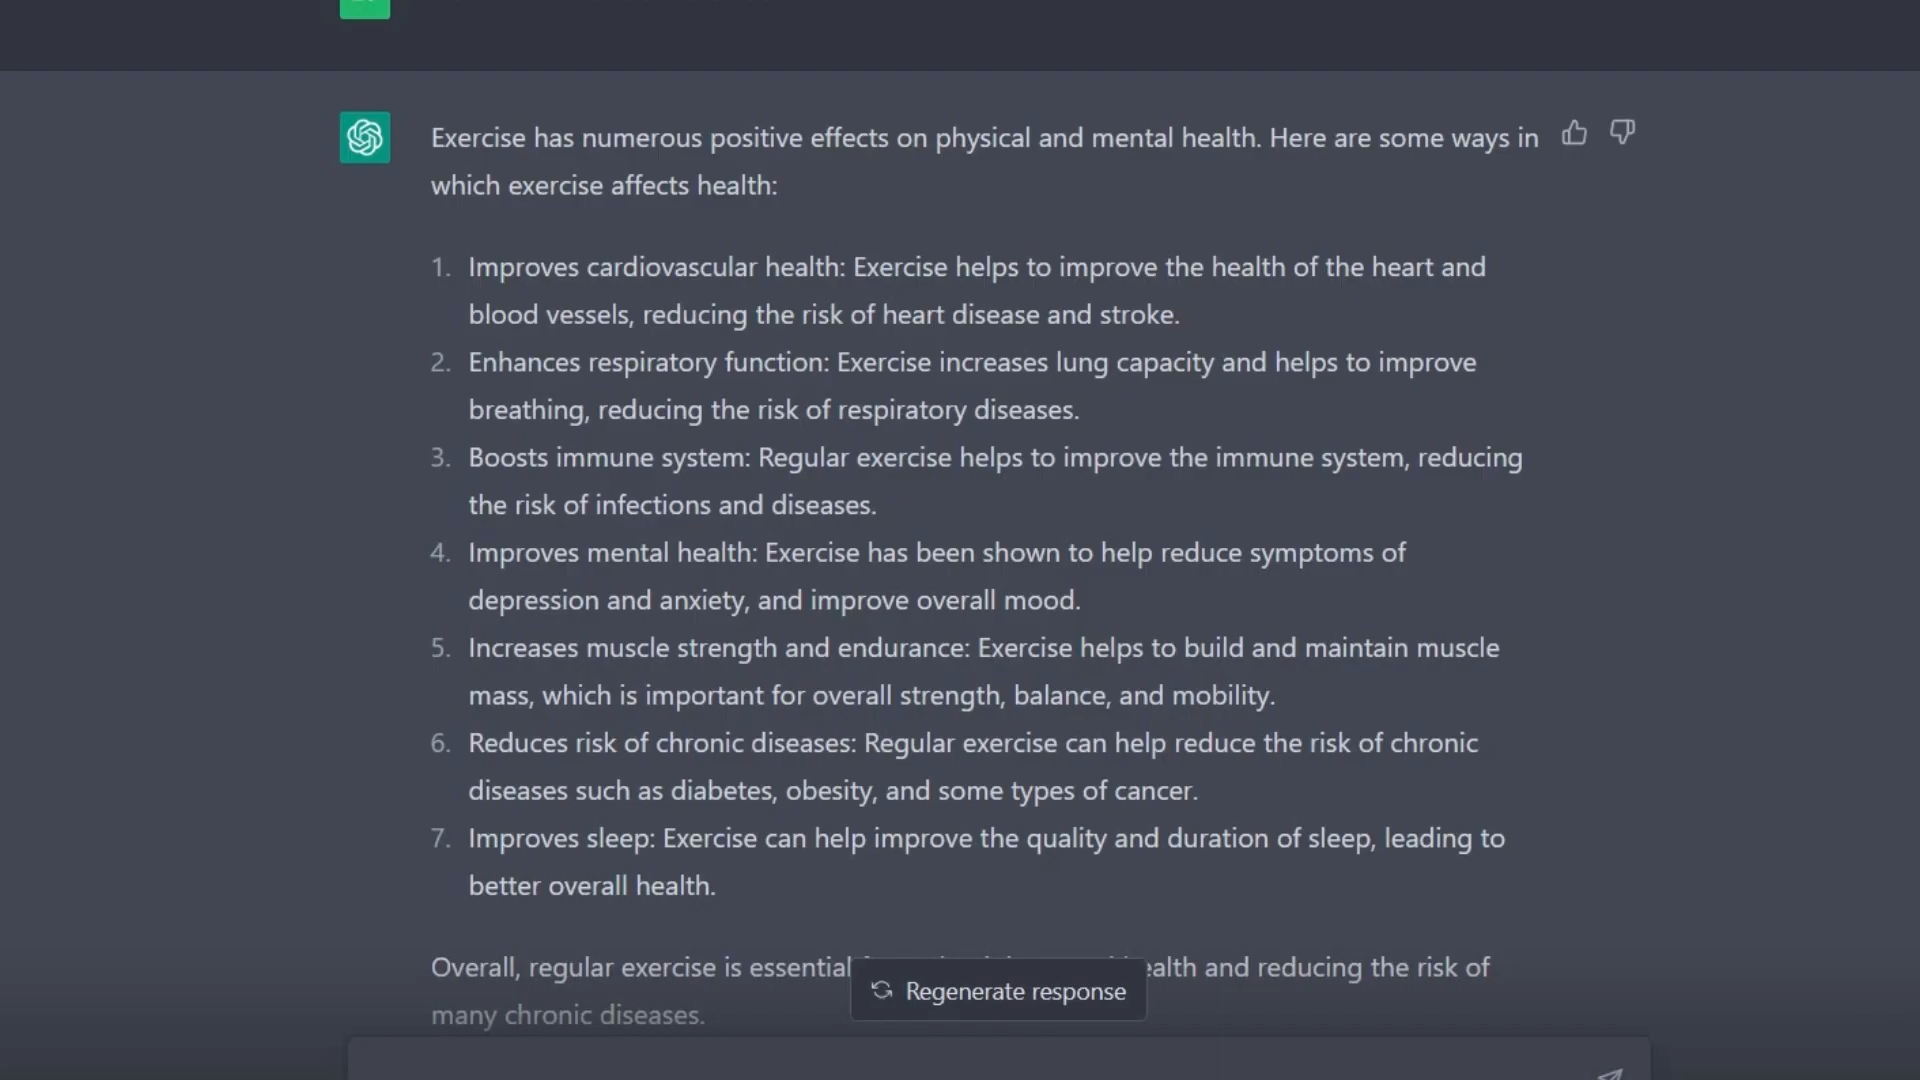 Exercise has numerous positive effects on physical and mental health. Here are some ways in
which exercise affects health:
1. Improves cardiovascular health: Exercise helps to improve the health of the heart and
blood vessels, reducing the risk of heart disease and stroke.
2. Enhances respiratory function: Exercise increases lung capacity and helps to improve
breathing, reducing the risk of respiratory diseases.
3. Boosts immune system: Regular exercise helps to improve the immune system, reducing
the risk of infections and diseases.
4. Improves mental health: Exercise has been shown to help reduce symptoms of
depression and anxiety, and improve overall mood.
5. Increases muscle strength and endurance: Exercise helps to build and maintain muscle
mass, which is important for overall strength, balance, and mobility.
6. Reduces risk of chronic diseases: Regular exercise can help reduce the risk of chronic
diseases such as diabetes, obesity, and some types of cancer.
7. Improves sleep: Exercise can help improve the quality and duration of sleep, leading to
better overall health.
Overall, regular exercise is essential ealth and reducing the risk of
Regenerate response
many chronic diseases.